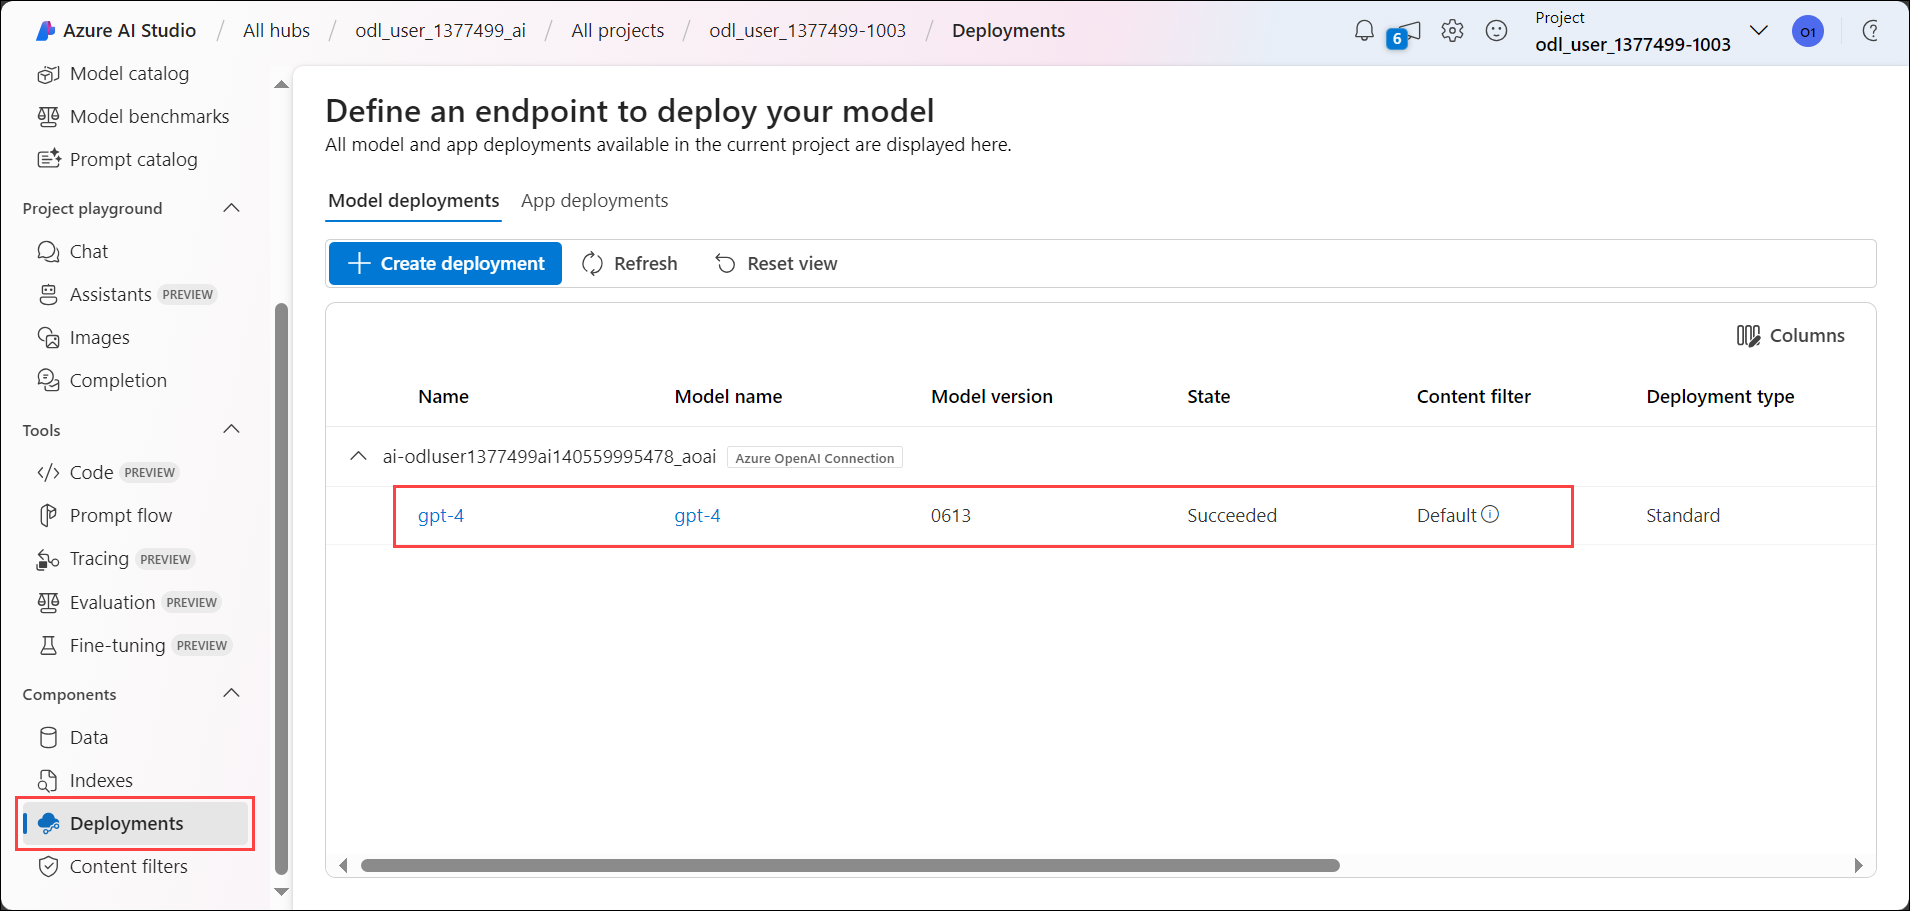 Azure AI Studio / All hubs / odl_user_1377499_ai / All projects / odl_user_1377499-1003 / Deployments
6
Project
odl_user_1377499-1003
O1
Model catalog
Model benchmarks
Prompt catalog
Project playground
Chat
Assistants PREVIEW
Images
Completion
Tools
Code PREVIEW
Prompt flow
Tracing PREVIEW
Evaluation PREVIEW
Fine-tuning PREVIEW
Components
Data
Indexes
Deployments
Content filters
Define an endpoint to deploy your model
All model and app deployments available in the current project are displayed here.
Model deployments App deployments
Create deployment Refresh Reset view
Columns
Name Model name Model version State Content filter Deployment type
ai-odluser1377499ai140559995478_aoai Azure OpenAI Connection
gpt-4 gpt-4 0613 Succeeded Default Standard